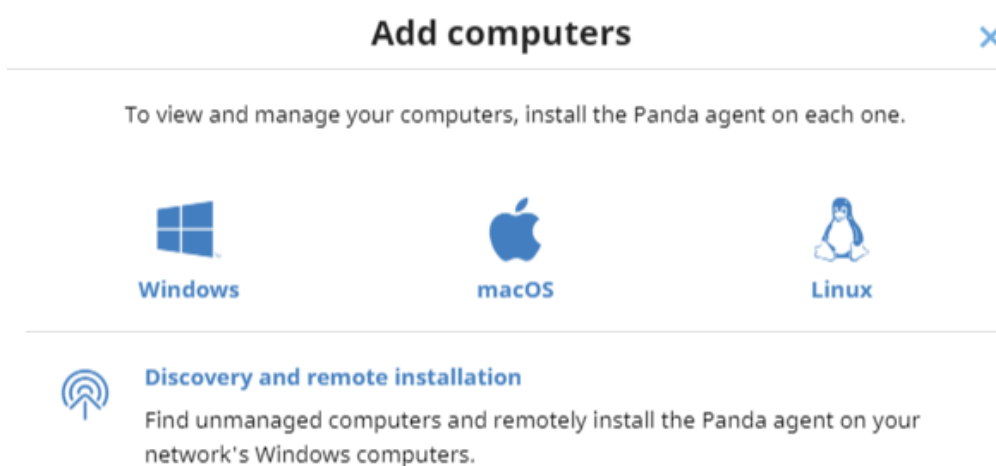 Add computers
To view and manage your computers, install the Panda agent on each one.
Windows
macOS
Linux
Discovery and remote installation
Find unmanaged computers and remotely install the Panda agent on your
network's Windows computers.